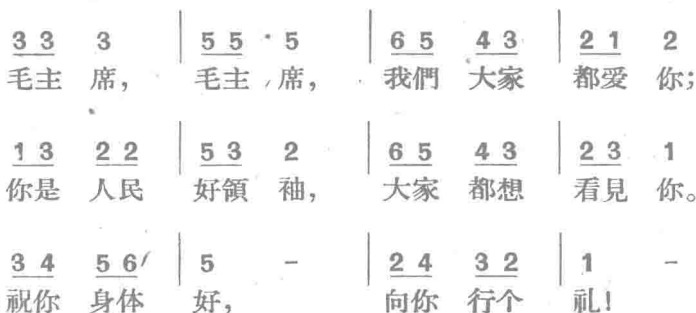 3 3 3 | 5 5 5 | 6 5 4 3 | 2 1 2
毛主 席， 毛主 席， 我們 大家 都爱 你；
1 3 2 2 | 5 3 2 | 6 5 4 3 | 2 3 1
你是 人民 好領 袖， 大家 都想 看見 你。
3 4 5 6 | 5 - | 2 4 3 2 | 1 -
祝你 身体 好， 向你 行个 礼！